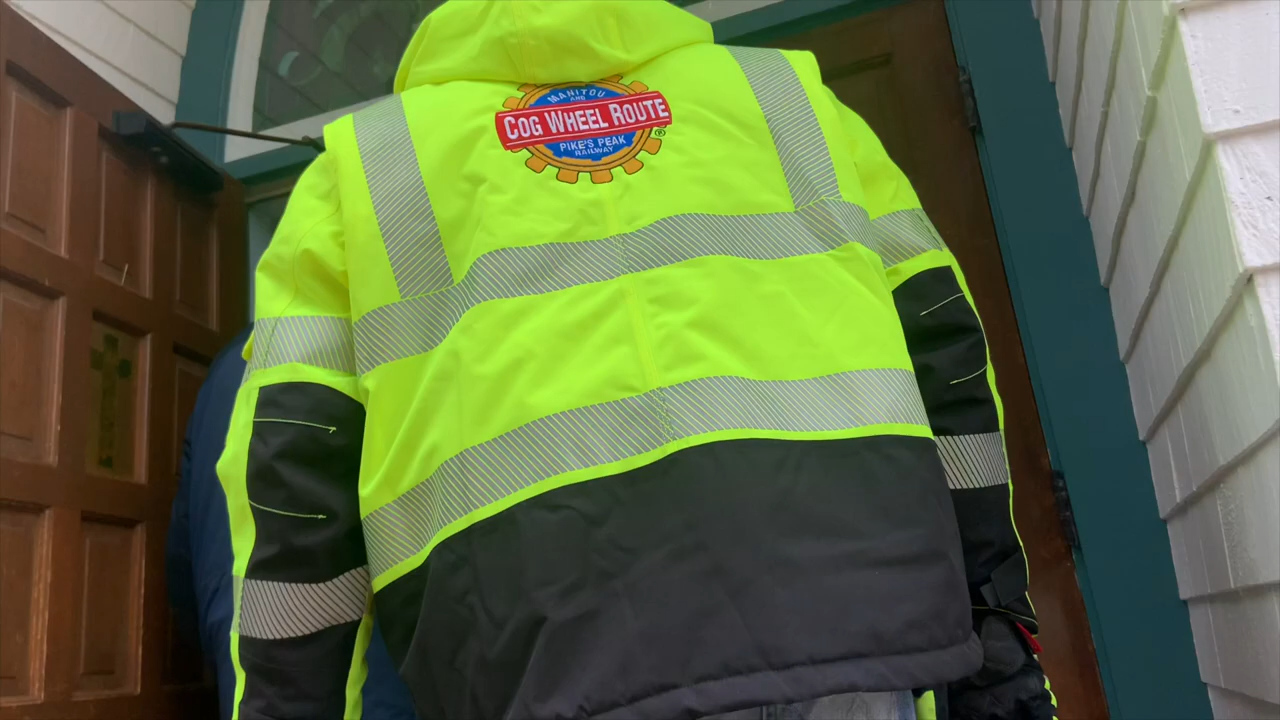 MANITOU
AND
COG WHEEL ROUTE
®
PIKE'S PEAK
RAILWAY